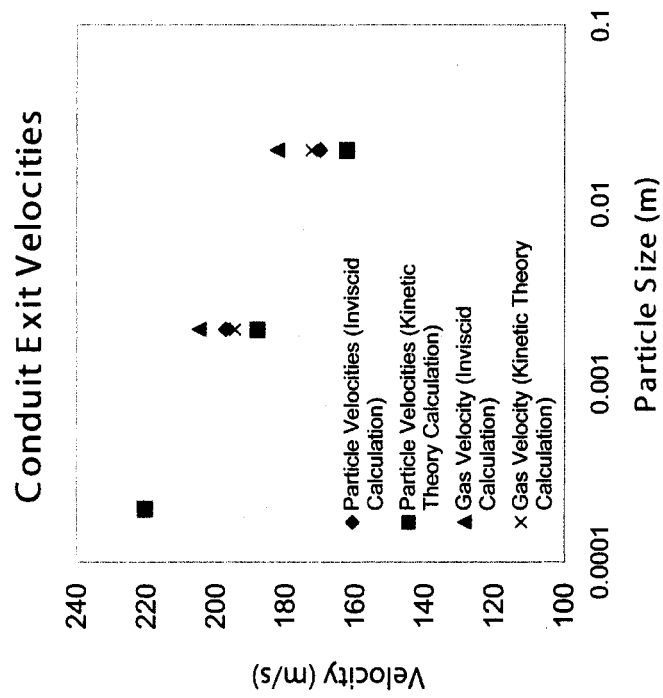 Conduit Exit Velocities
Velocity (m/s)
240
220
200
180
160
140
120
100
◆ Particle Velocities (Inviscid
Calculation)
■ Particle Velocities (Kinetic
Theory Calculation)
▲ Gas Velocity (Inviscid
Calculation)
× Gas Velocity (Kinetic Theory
Calculation)
0.0001
0.001
0.01
0.1
Particle Size (m)